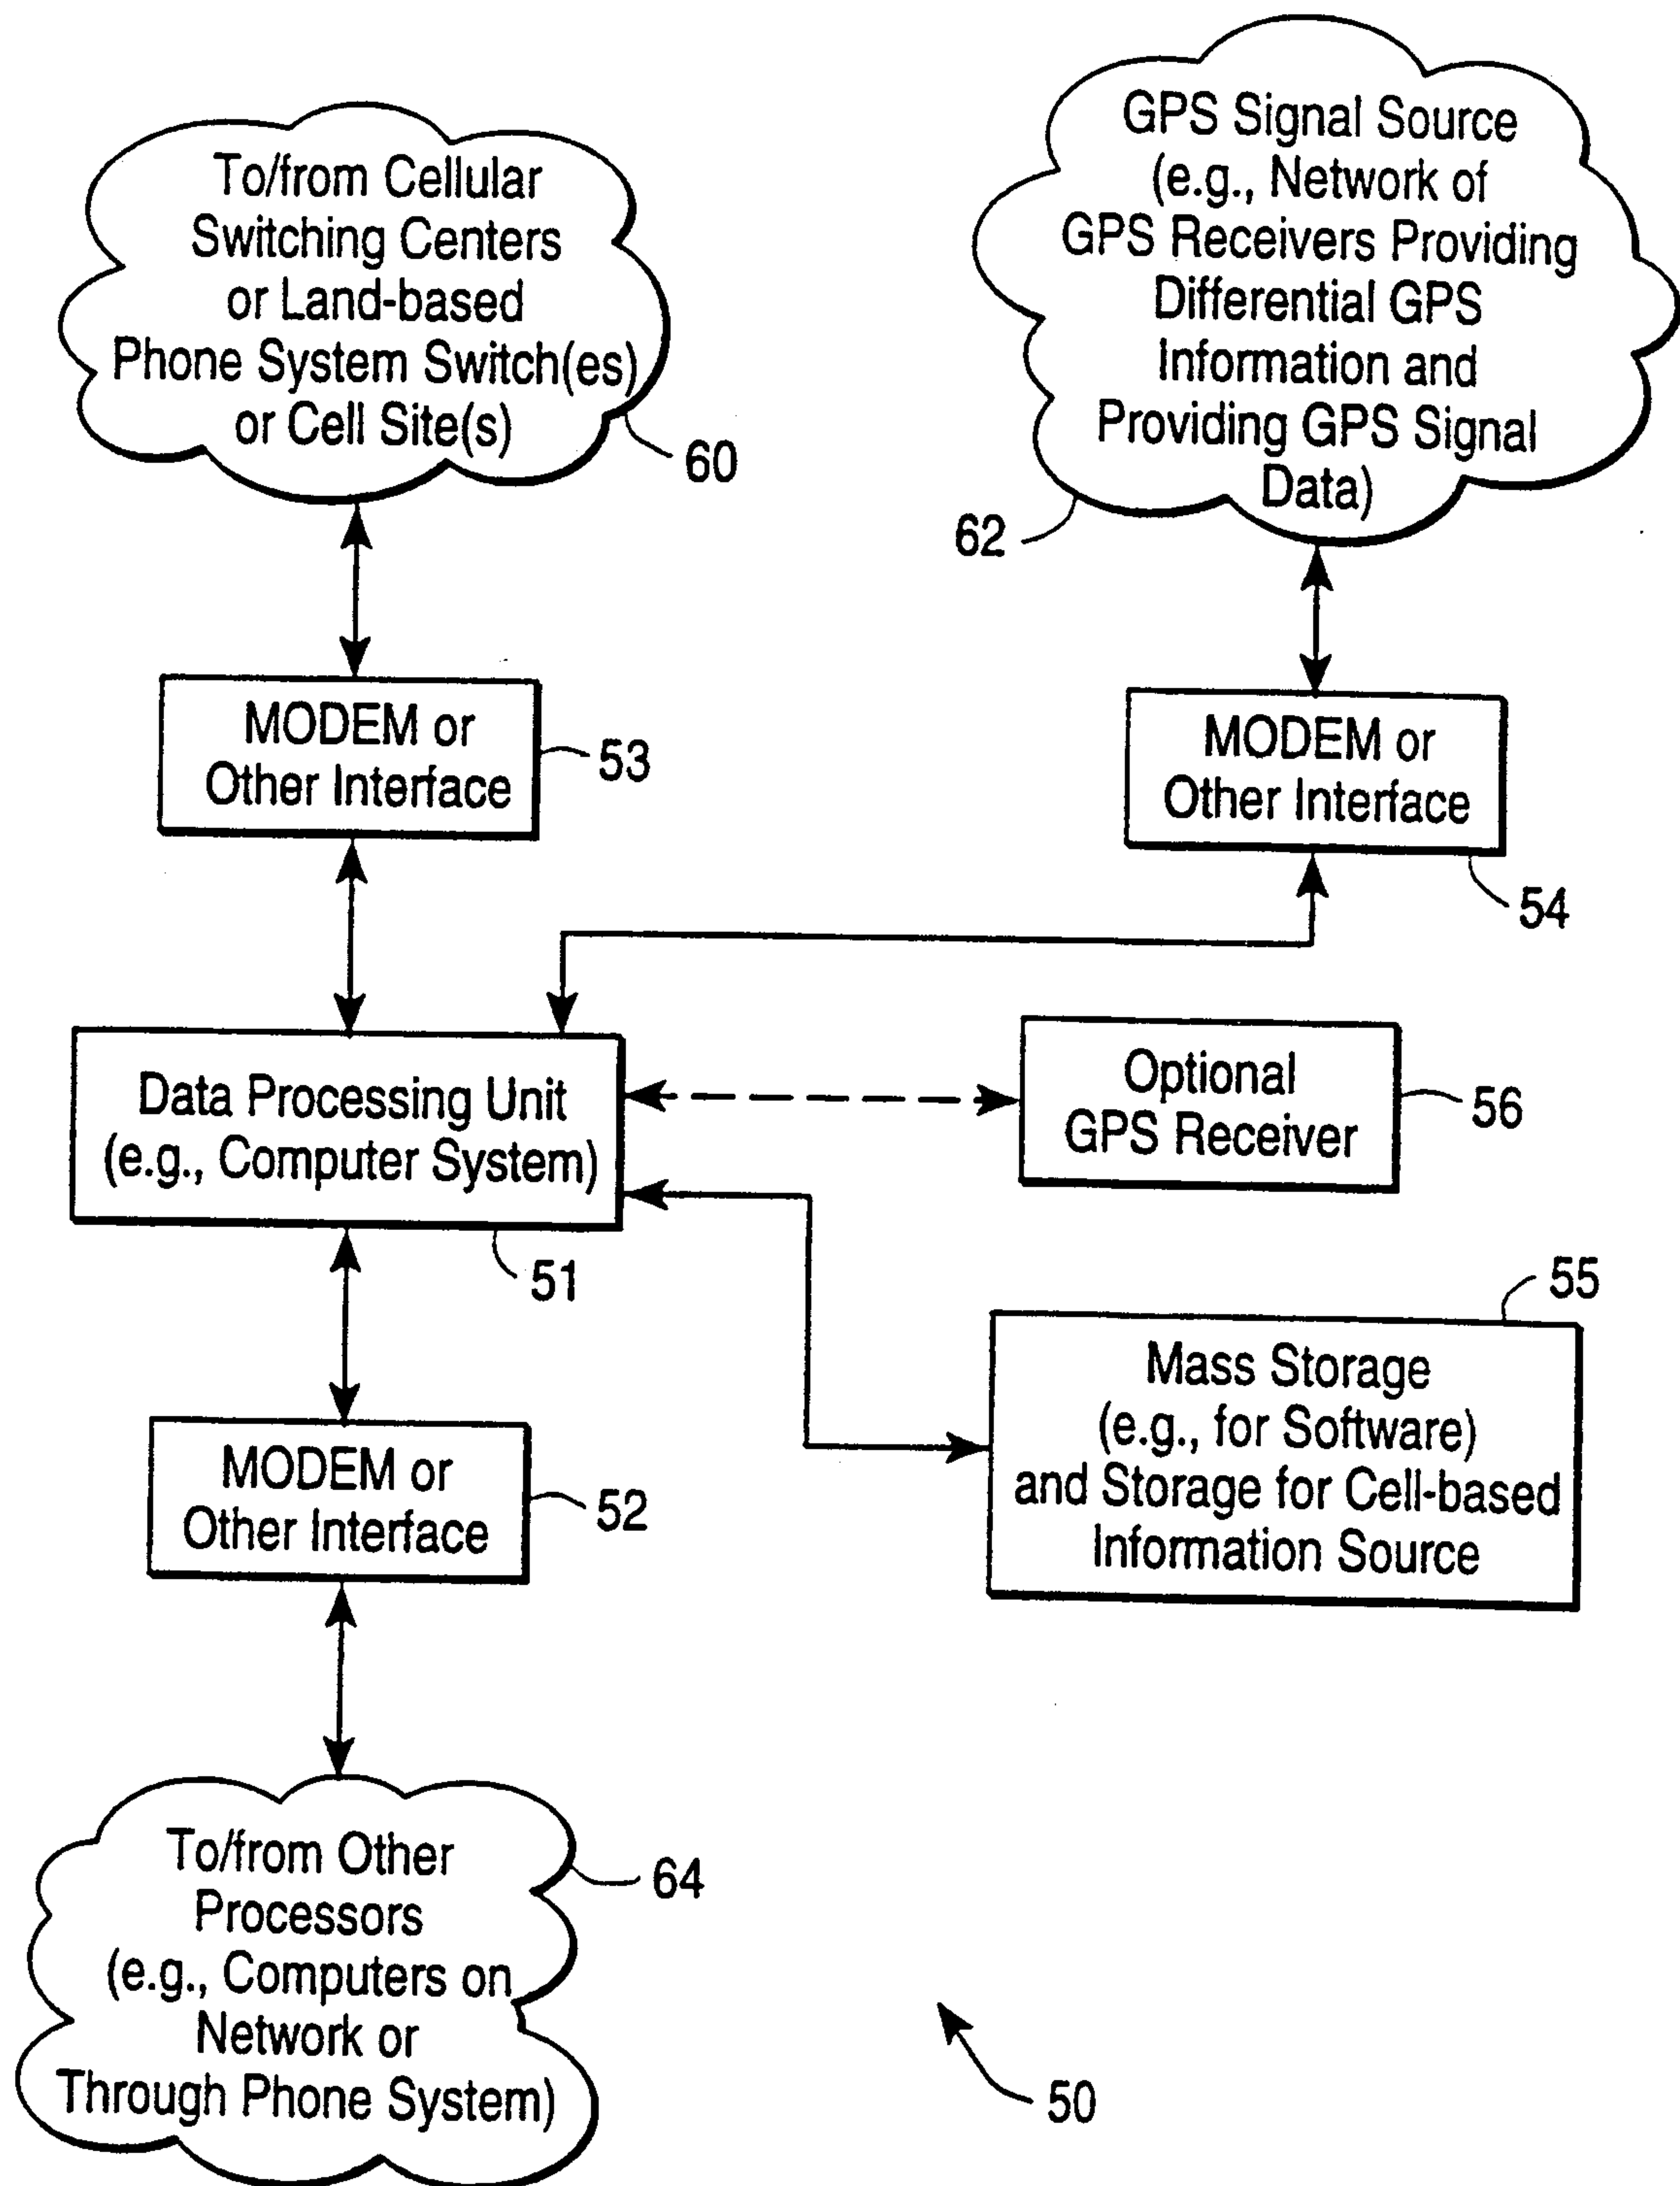 To/from Cellular
Switching Centers
or Land-based
Phone System Switch(es)
or Cell Site(s)
60
GPS Signal Source
(e.g., Network of
GPS Receivers Providing
Differential GPS
Information and
Providing GPS Signal
Data)
62
MODEM or
Other Interface
53
MODEM or
Other Interface
54
Data Processing Unit
(e.g., Computer System)
51
Optional
GPS Receiver
56
55
Mass Storage
(e.g., for Software)
and Storage for Cell-based
Information Source
MODEM or
Other Interface
52
To/from Other
Processors
(e.g., Computers on
Network or
Through Phone System)
64
50